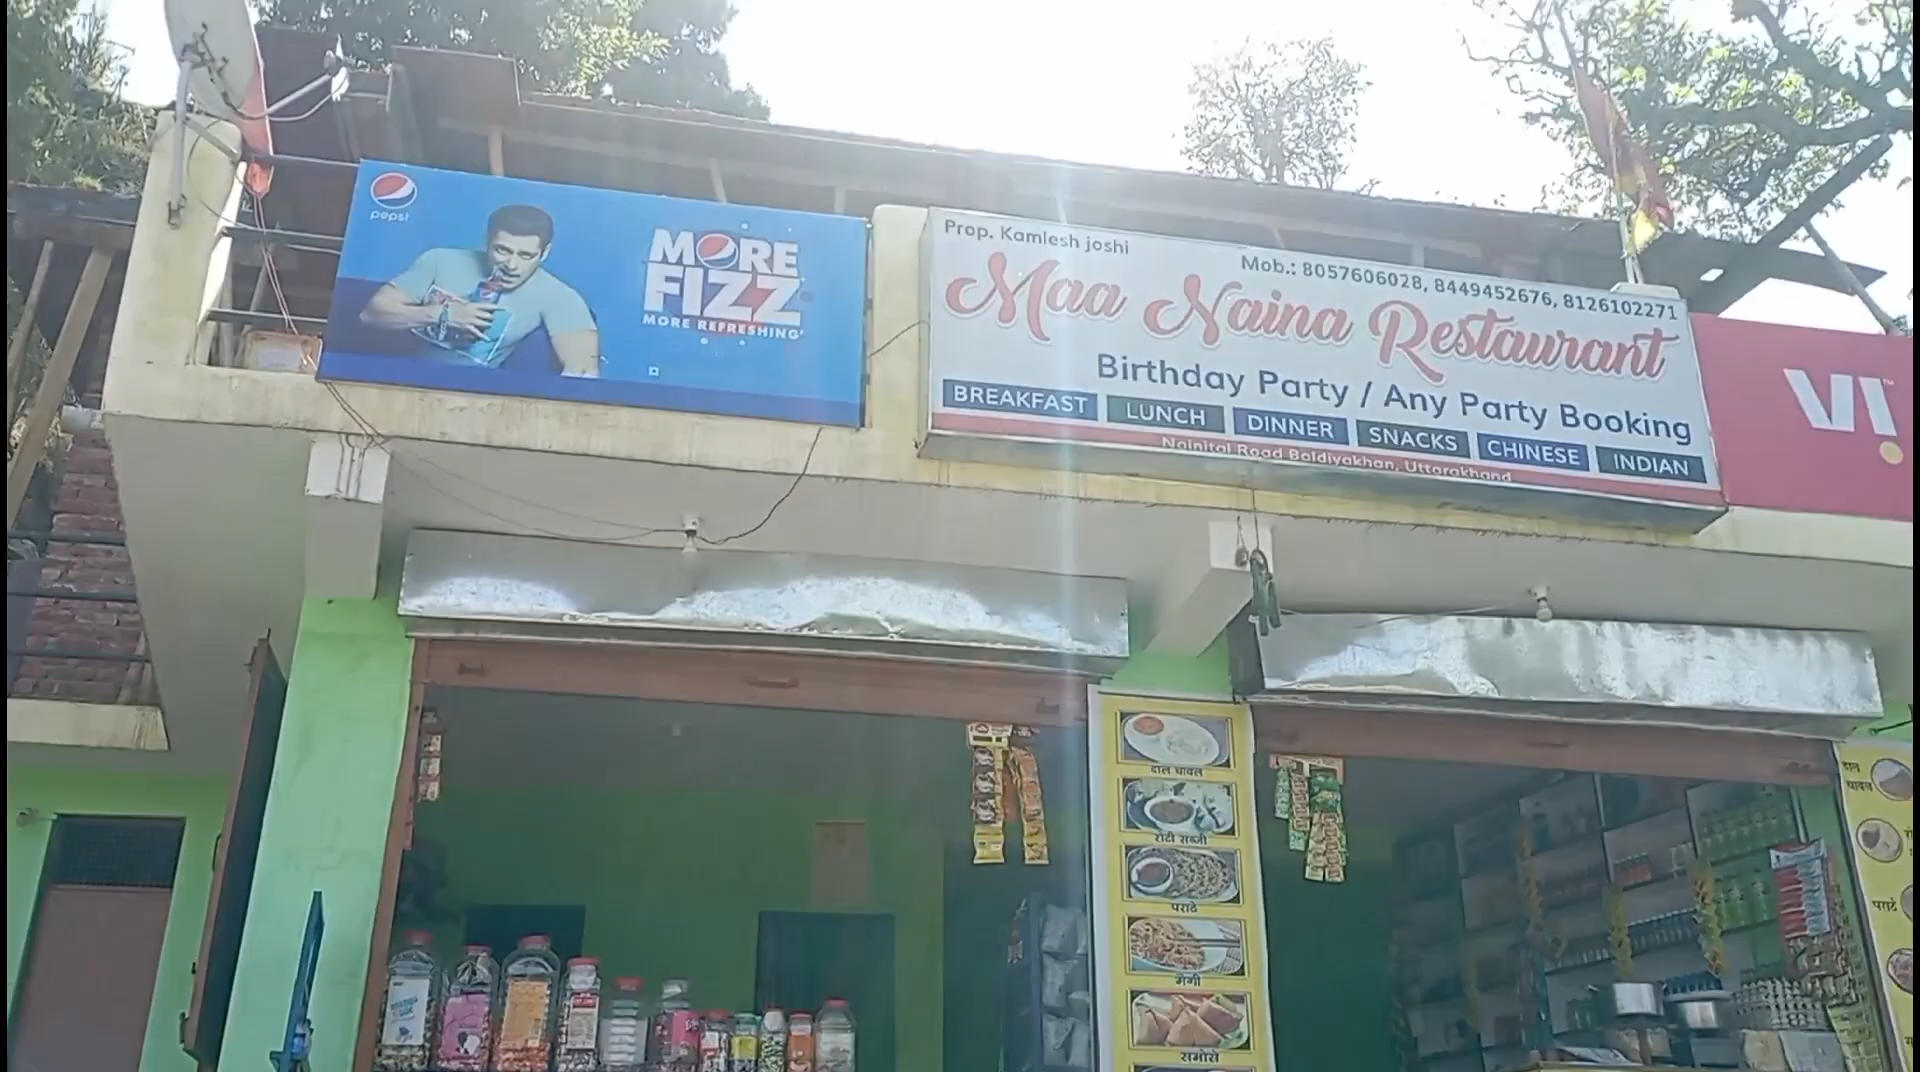 pepsi
MORE
FIZZ
MORE REFRESHING
Prop. Kamlesh joshi
Mob.: 8057606028, 8449452676, 8126102271
Maa Naina Restaurant
Birthday Party / Any Party Booking
BREAKFAST LUNCH DINNER SNACKS CHINESE INDIAN
Nainital Road Baldiyakhan, Uttarakhand
VI
दाल चावल
रोटी सब्जी
पराठे
मैगी
समोसे
दाल
चावल
पराठे